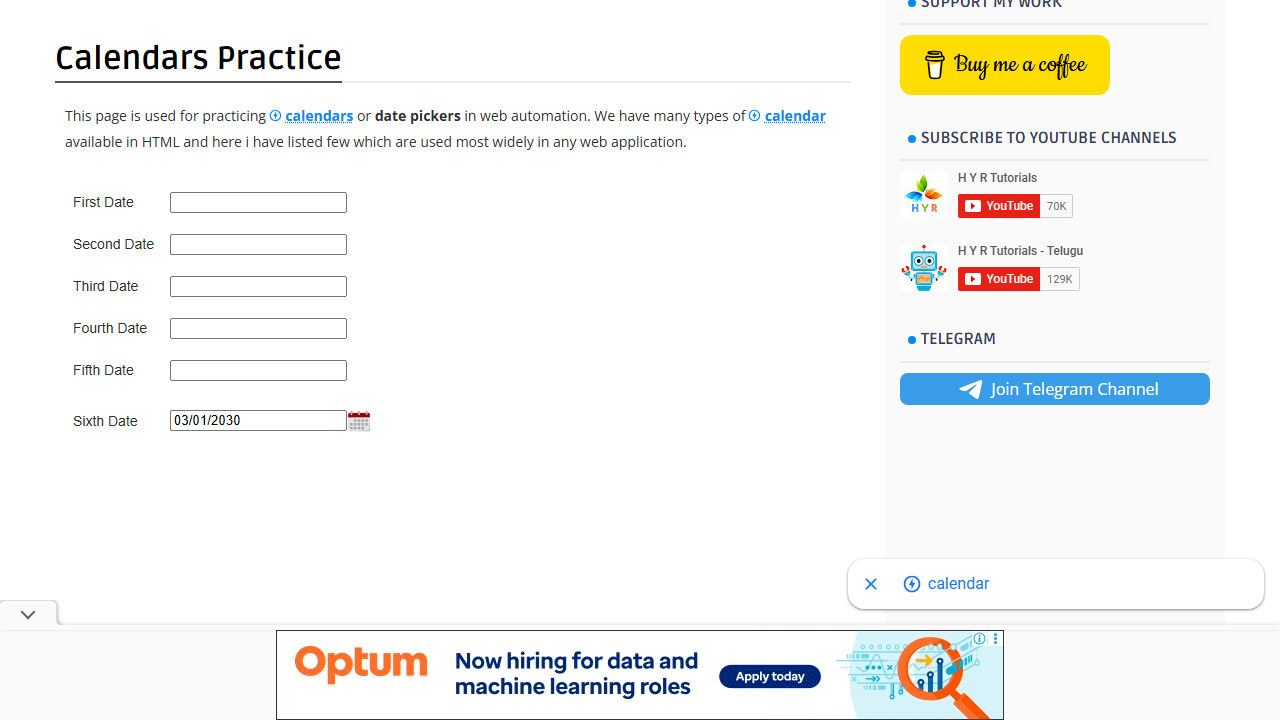 SUPPORT MY WORK
Calendars Practice
Buy me a coffee
This page is used for practicing calendars or date pickers in web automation. We have many types of calendar
available in HTML and here i have listed few which are used most widely in any web application.
SUBSCRIBE TO YOUTUBE CHANNELS
H Y R Tutorials
HYR
YouTube 70K
First Date
Second Date
H Y R Tutorials - Telugu
YouTube 129K
Third Date
Fourth Date
TELEGRAM
Fifth Date
Join Telegram Channel
Sixth Date 03/01/2030
calendar
Optum
Now hiring for data and
machine learning roles
Apply today